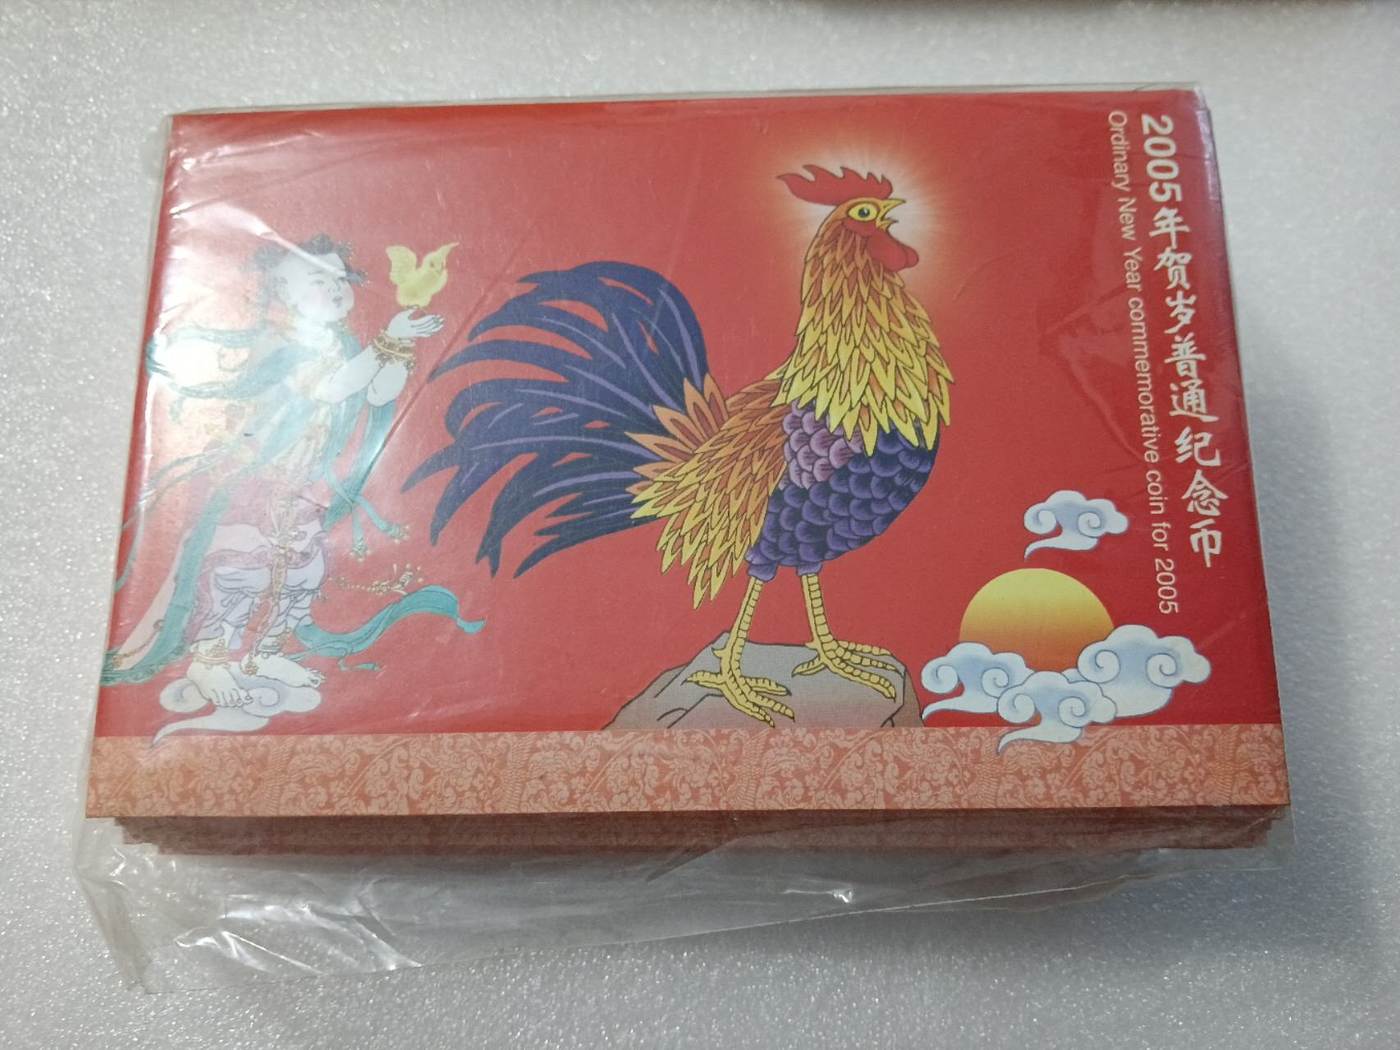 2005年贺岁普通纪念币
Ordinary New Year commemorative coin for 2005